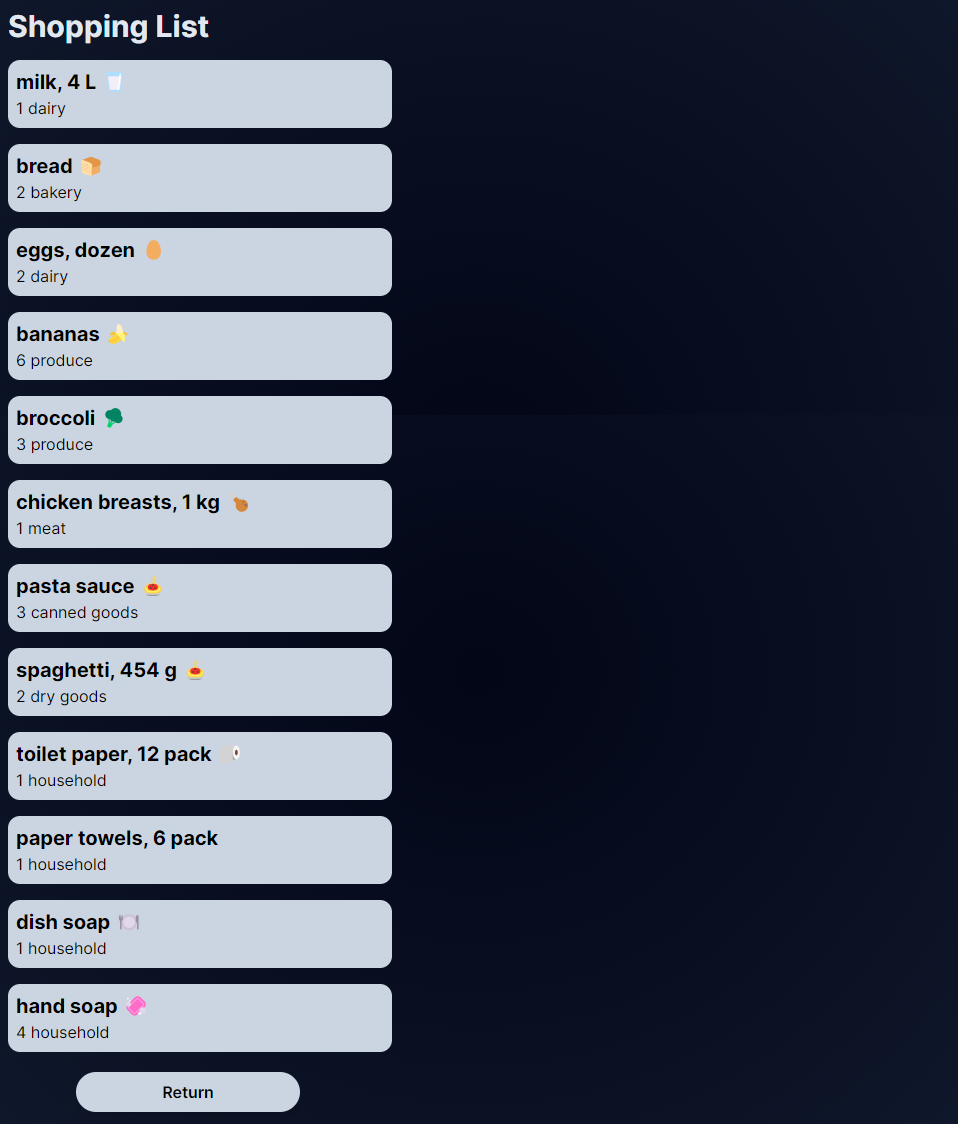 Shopping List
milk, 4 L 🥛
1 dairy
bread 🍞
2 bakery
eggs, dozen 🥚
2 dairy
bananas 🍌
6 produce
broccoli 🥦
3 produce
chicken breasts, 1 kg 🍗
1 meat
pasta sauce 🍝
3 canned goods
spaghetti, 454 g 🍝
2 dry goods
toilet paper, 12 pack 🧻
1 household
paper towels, 6 pack
1 household
dish soap 🍽️
1 household
hand soap 🧼
4 household
Return